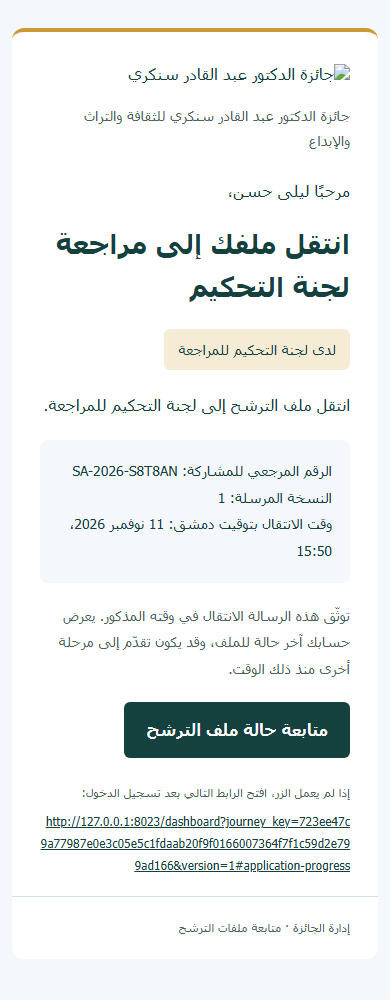 جائزة الدكتور عبد القادر سنكري
جائزة الدكتور عبد القادر سنكري للثقافة والتراث
والإبداع
مرحبًا ليلى حسن،
انتقل ملفك إلى مراجعة
لجنة التحكيم
لدى لجنة التحكيم للمراجعة
انتقل ملف الترشح إلى لجنة التحكيم للمراجعة.
الرقم المرجعي للمشاركة: SA-2026-S8T8AN
النسخة المرسلة: 1
وقت الانتقال بتوقيت دمشق: 11 نوفمبر 2026،
15:50
توثّق هذه الرسالة الانتقال في وقته المذكور. يعرض
حسابك آخر حالة للملف، وقد يكون تقدّم إلى مرحلة
أخرى منذ ذلك الوقت.
متابعة حالة ملف الترشح
إذا لم يعمل الزر، افتح الرابط التالي بعد تسجيل الدخول:
http://127.0.0.1:8023/dashboard?journey_key=723ee47c
9a77987e0e3c05e5c1fdaab20f9f0166007364f7f1c59d2e79
9ad166&version=1#application-progress
إدارة الجائزة · متابعة ملفات الترشح